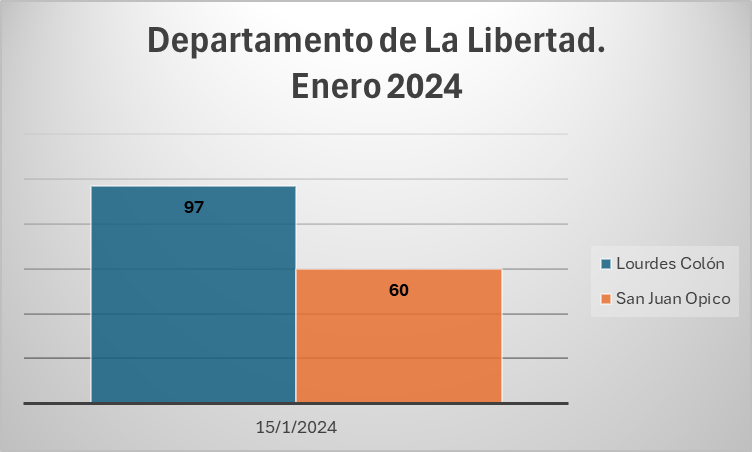 Departamento de La Libertad.
Enero 2024
97
60
Lourdes Colón
San Juan Opico
15/1/2024